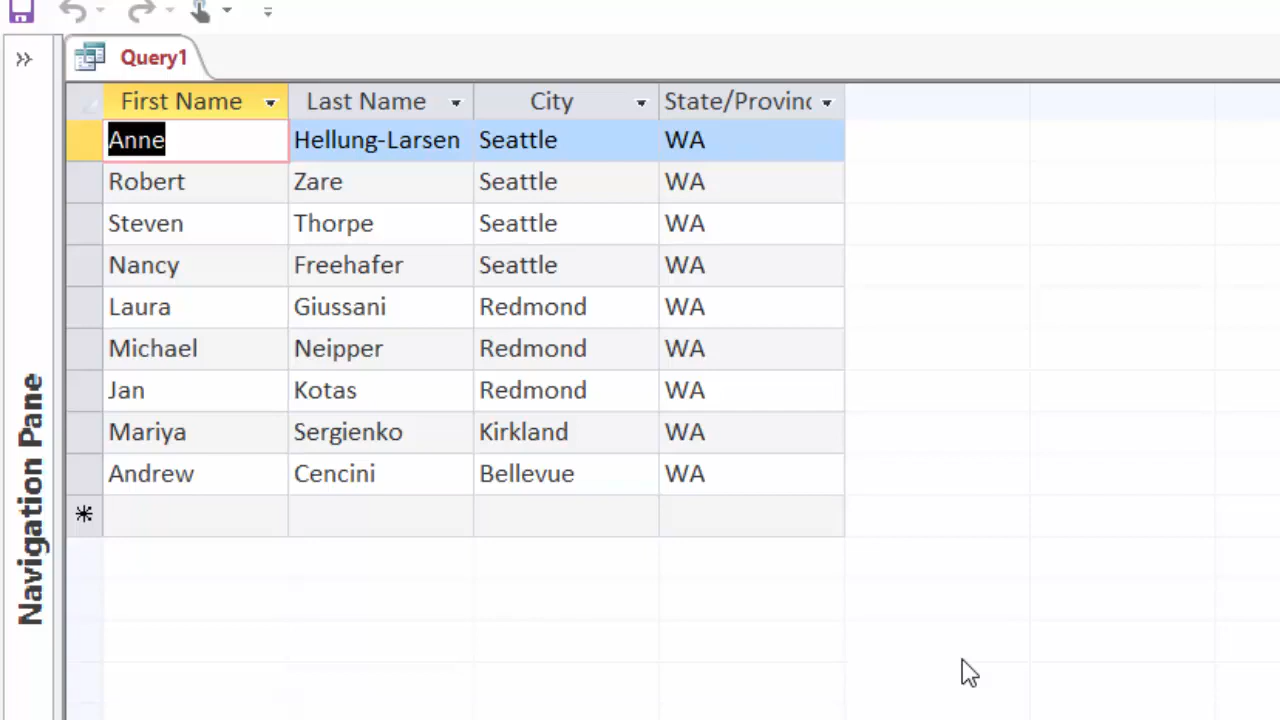 Query1
First Name Last Name City State/Provinc
Anne Hellung-Larsen Seattle WA
Robert Zare Seattle WA
Steven Thorpe Seattle WA
Nancy Freehafer Seattle WA
Laura Giussani Redmond WA
Michael Neipper Redmond WA
Jan Kotas Redmond WA
Mariya Sergienko Kirkland WA
Andrew Cencini Bellevue WA
Navigation Pane